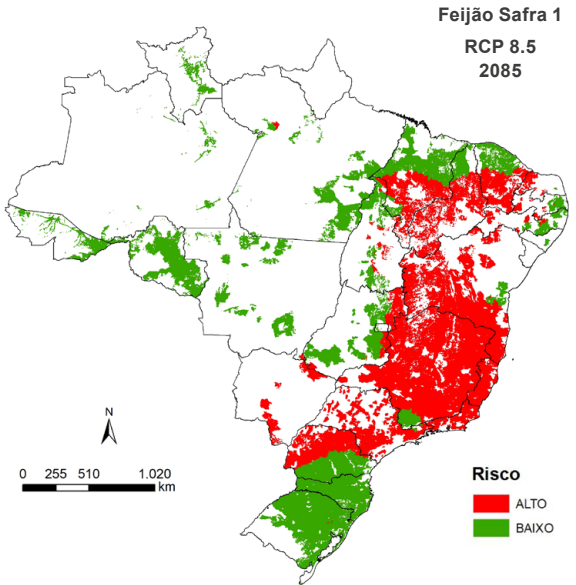 Feijão Safra 1
RCP 8.5
2085
N
0 255 510 1.020
km
Risco
ALTO
BAIXO